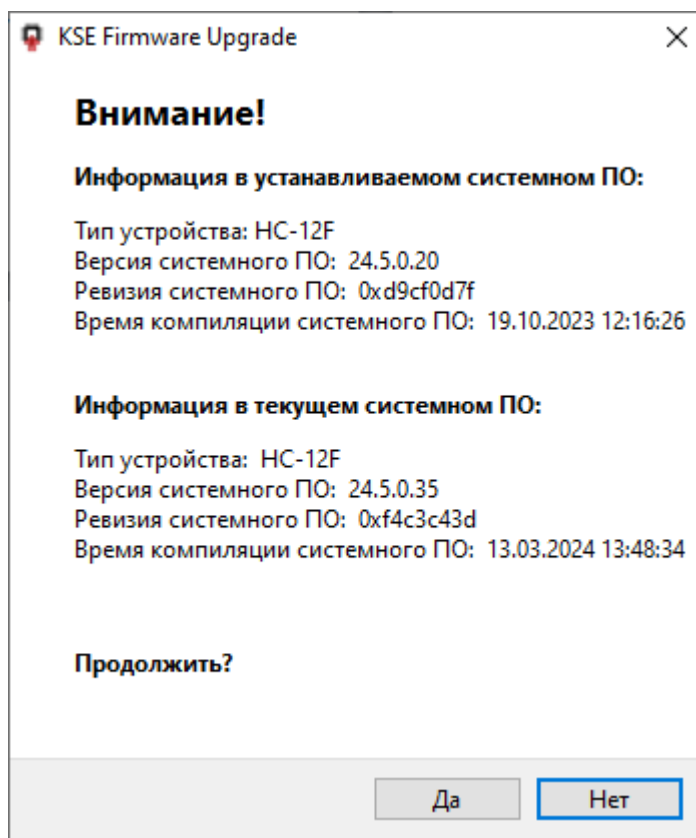 KSE Firmware Upgrade
Внимание!
Информация в устанавливаемом системном ПО:
Тип устройства: HC-12F
Версия системного ПО:  24.5.0.20
Ревизия системного ПО:  0xd9cf0d7f
Время компиляции системного ПО:  19.10.2023 12:16:26
Информация в текущем системном ПО:
Тип устройства:  HC-12F
Версия системного ПО:  24.5.0.35
Ревизия системного ПО:  0xf4c3c43d
Время компиляции системного ПО:  13.03.2024 13:48:34
Продолжить?
Да
Нет